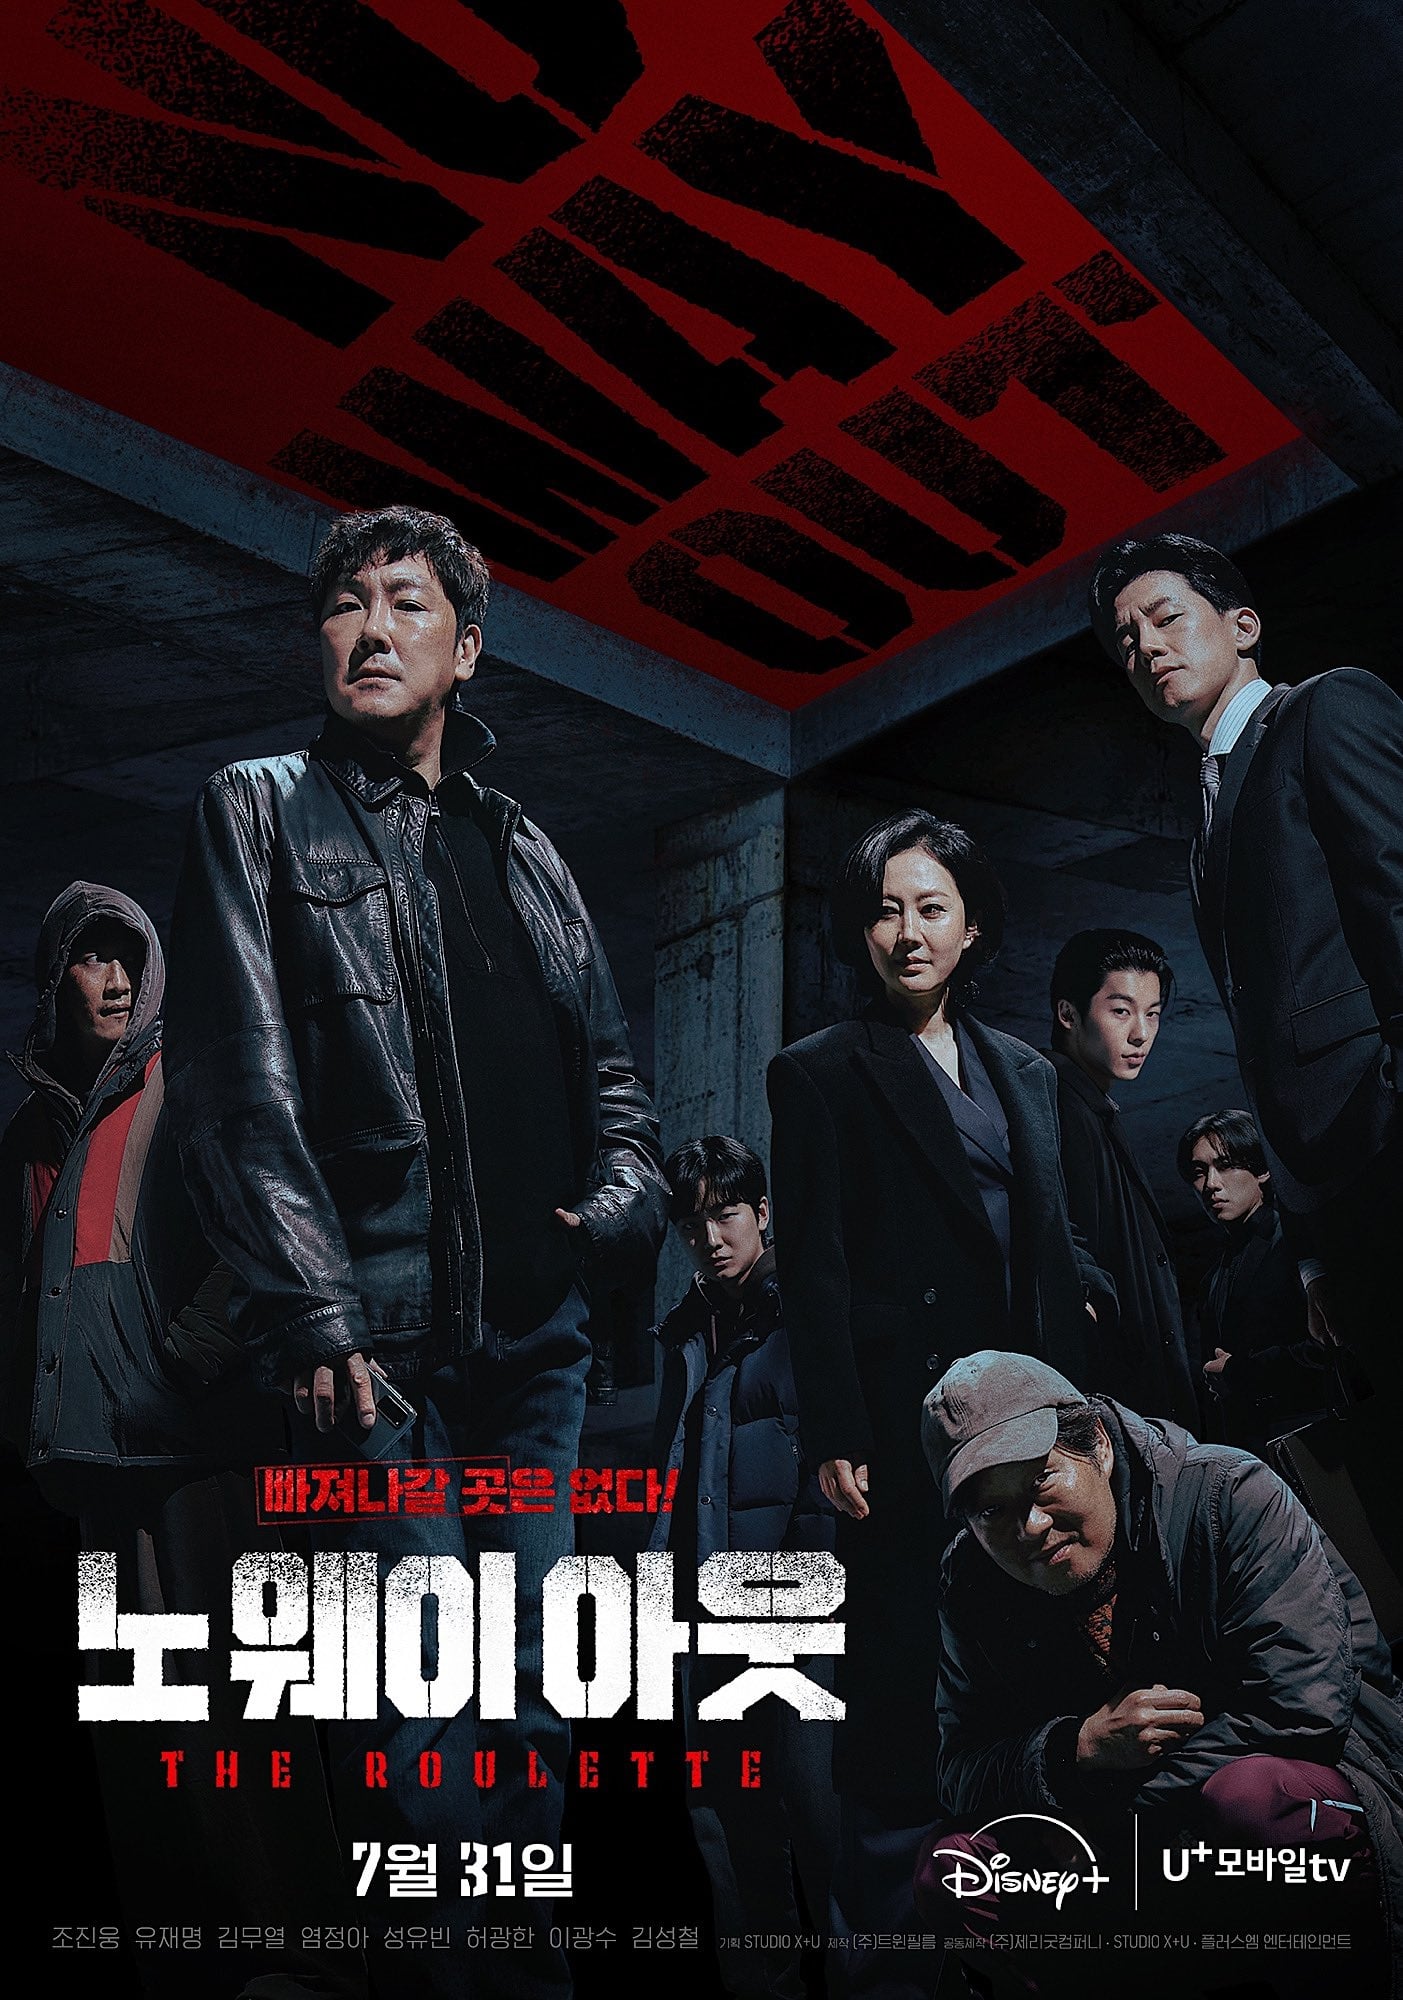 NO
WAY
OUT:
빠져나갈 곳은 없다!
노 웨이 아웃
THE ROULETTE
7월 31일
Disney+ U+모바일tv
조진웅 유재명 김무열 염정아 성유빈 허광한 이광수 김성철 기획 STUDIO X+U 제작 (주)트윈필름 공동제작 (주)제리굿컴퍼니 · STUDIO X+U · 플러스엠 엔터테인먼트